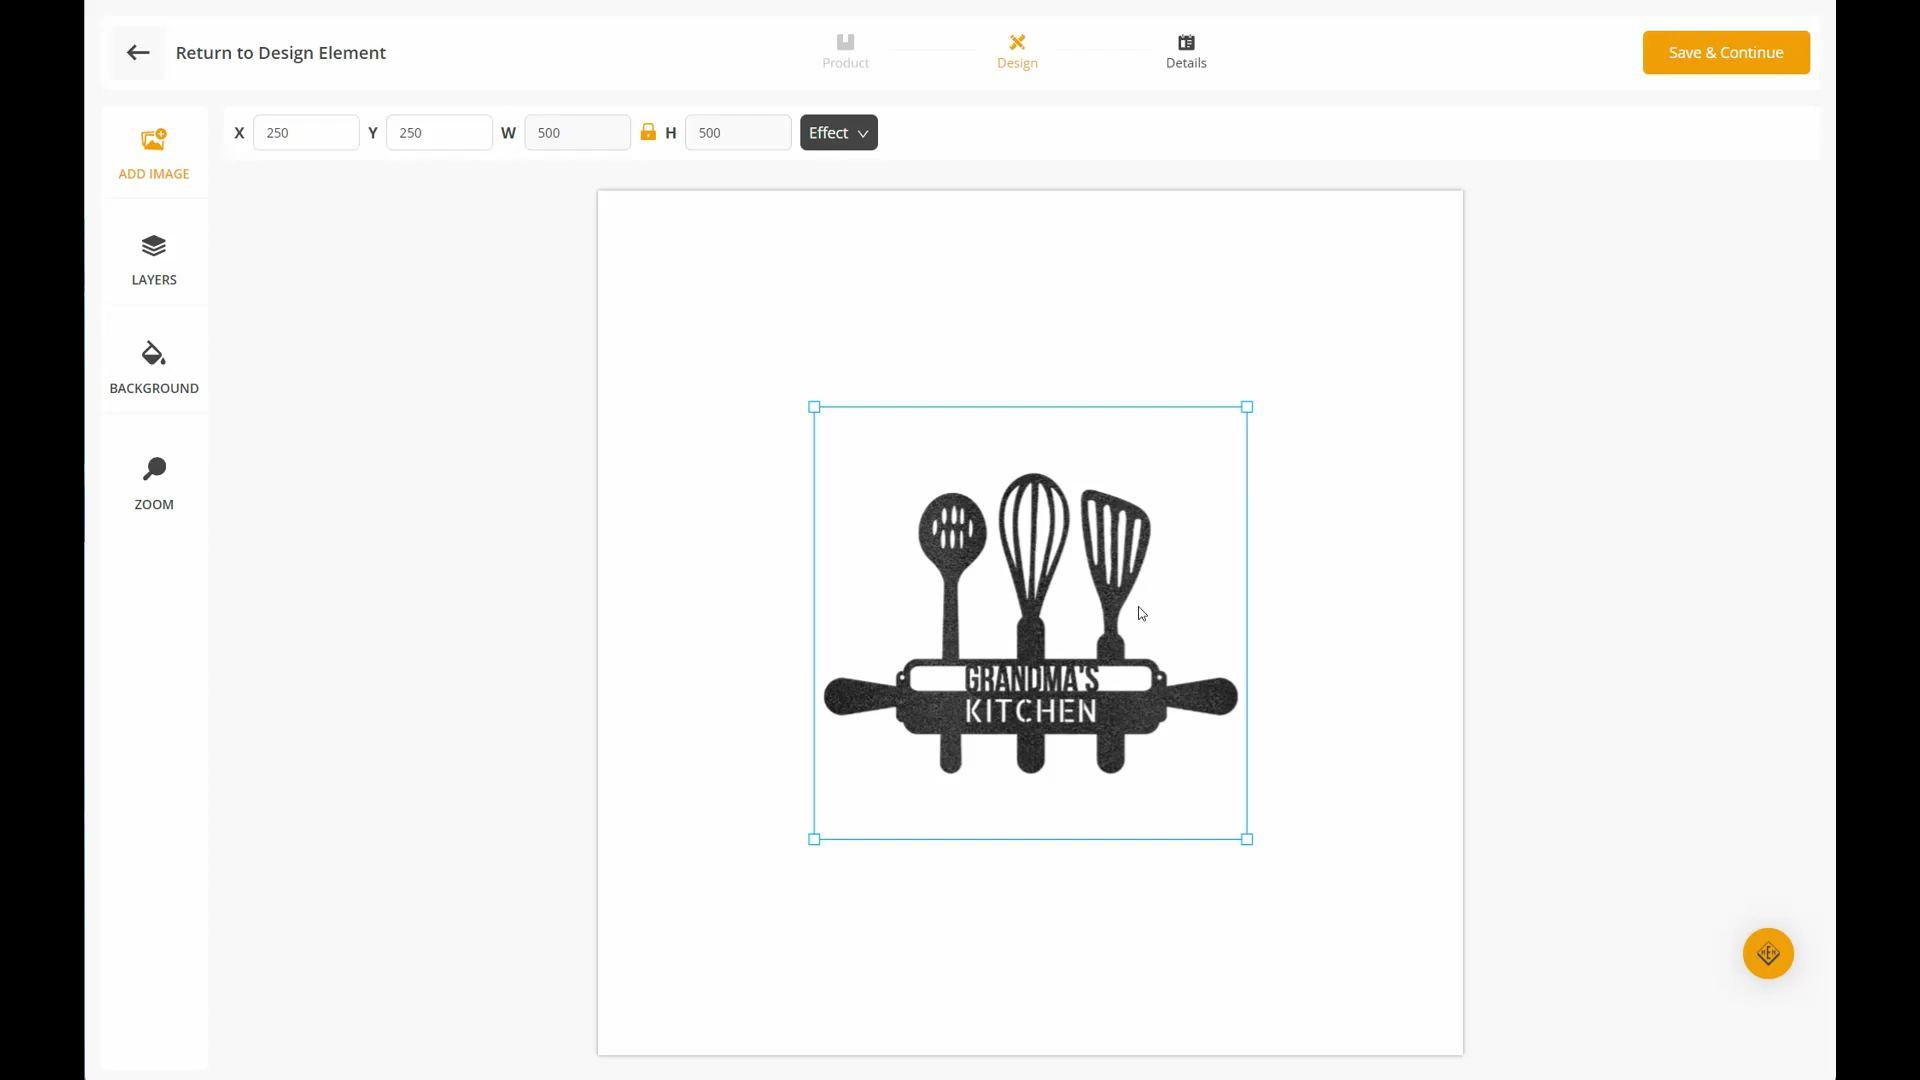 Return to Design Element
Product
Design
Details
Save & Continue
X 250 Y 250 W 500 H 500 Effect
ADD IMAGE
LAYERS
BACKGROUND
ZOOM
GRANDMA'S
KITCHEN